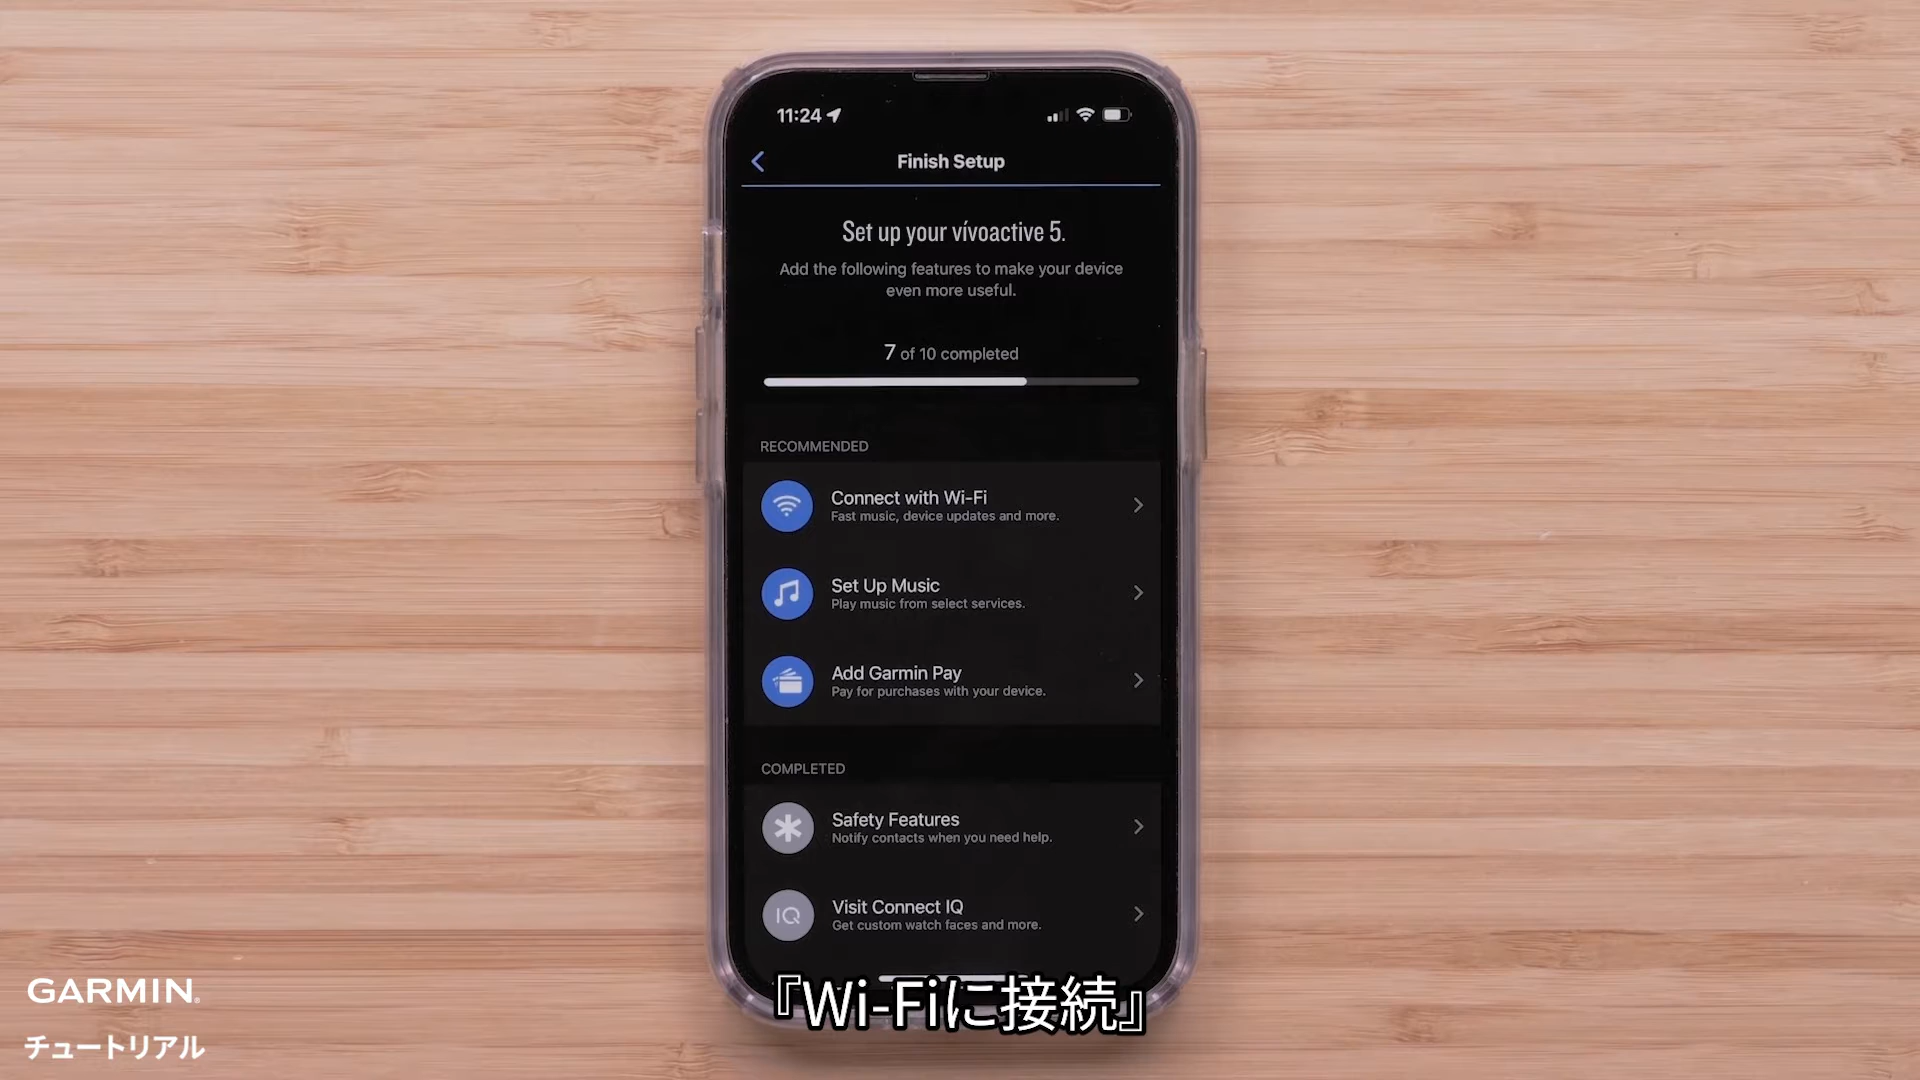 11:24
Finish Setup
Set up your vívoactive 5.
Add the following features to make your device
even more useful.
7 of 10 completed
RECOMMENDED
Connect with Wi-Fi
Fast music, device updates and more.
Set Up Music
Play music from select services.
Add Garmin Pay
Pay for purchases with your device.
COMPLETED
Safety Features
Notify contacts when you need help.
IQ
Visit Connect IQ
Get custom watch faces and more.
『Wi-Fiに接続』
GARMIN®
チュートリアル